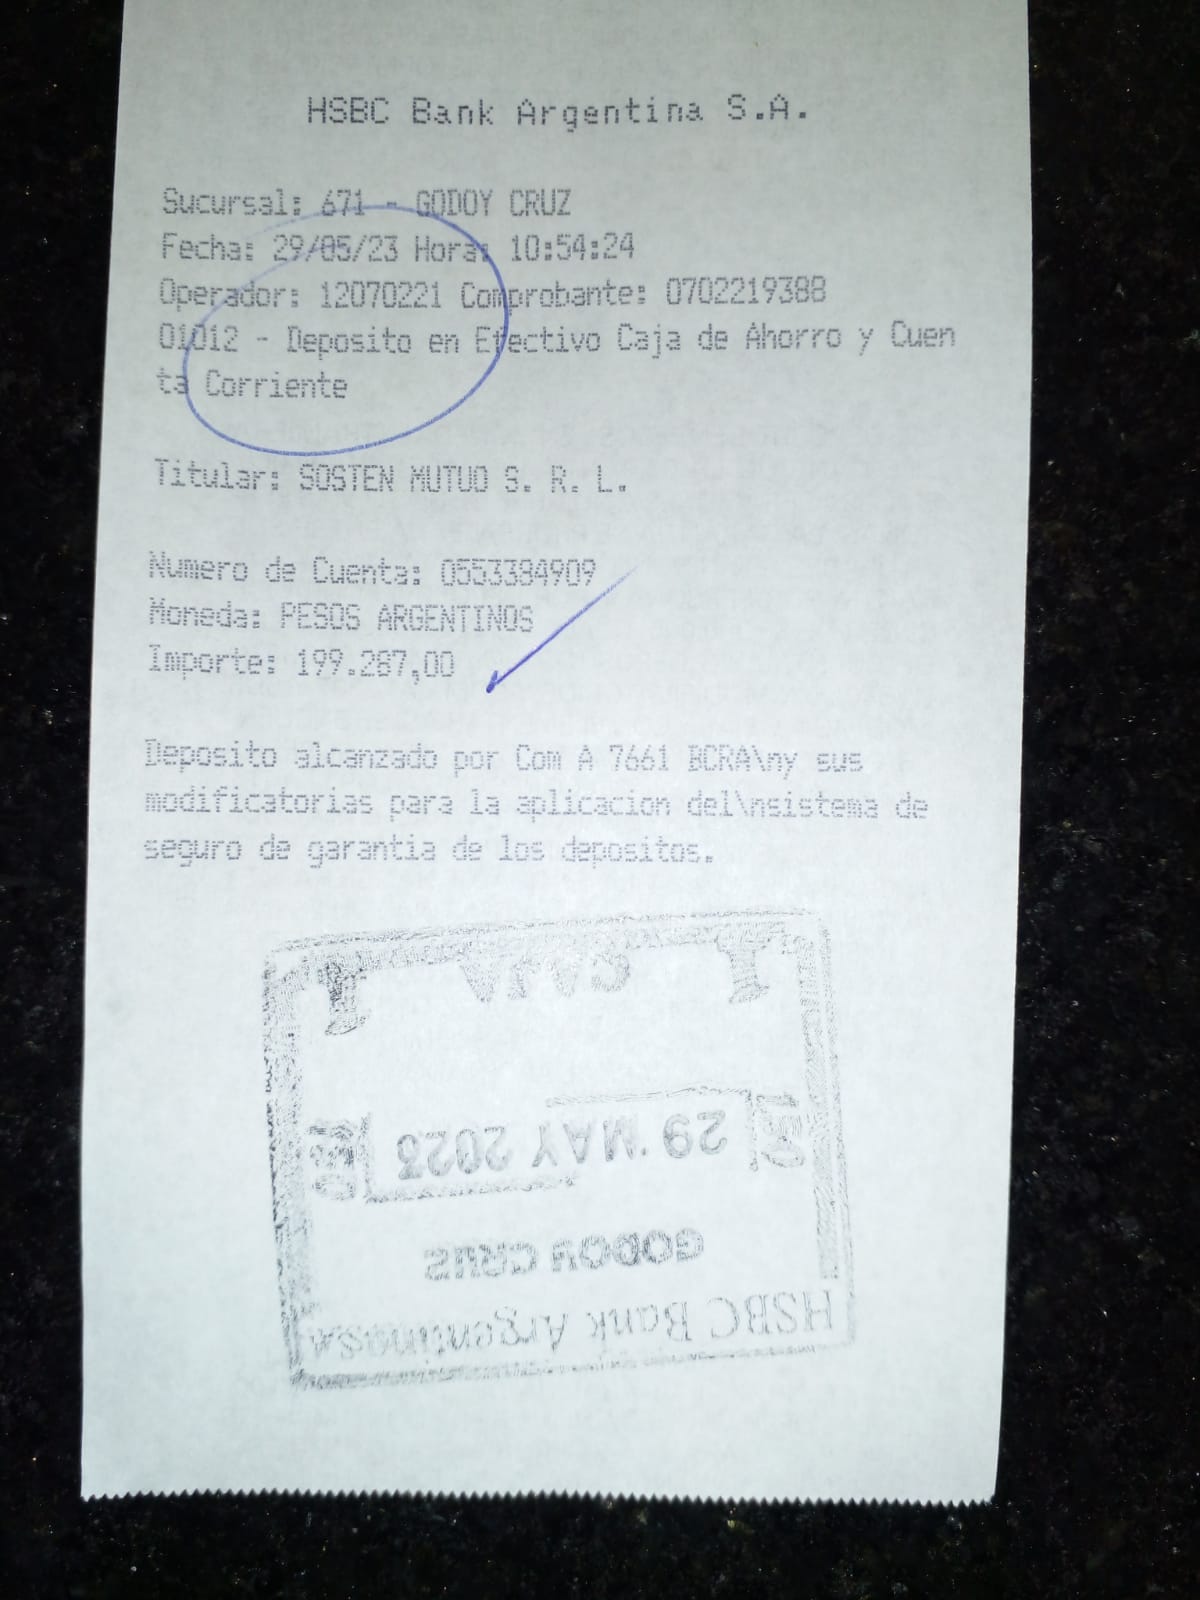 HSBC Bank Argentina S.A.
Sucursal: 671 - GODOY CRUZ
Fecha: 29/05/23 Hora: 10:54:24
Operador: 12070221 Comprobante: 0702219388
01012 - Deposito en Efectivo Caja de Ahorro y Cuen
ta Corriente
Titular: SOSTEN MUTUO S. R. L.
Numero de Cuenta: 0553384909
Moneda: PESOS ARGENTINOS
Importe: 199.287,00
Deposito alcanzado por Com A 7661 BCRA\ny sus
modificatorias para la aplicacion del\nsistema de
seguro de garantia de los depositos.
HSBC Bank Argentina SA
GODOY CRUZ
29 MAY 2023
CAJA